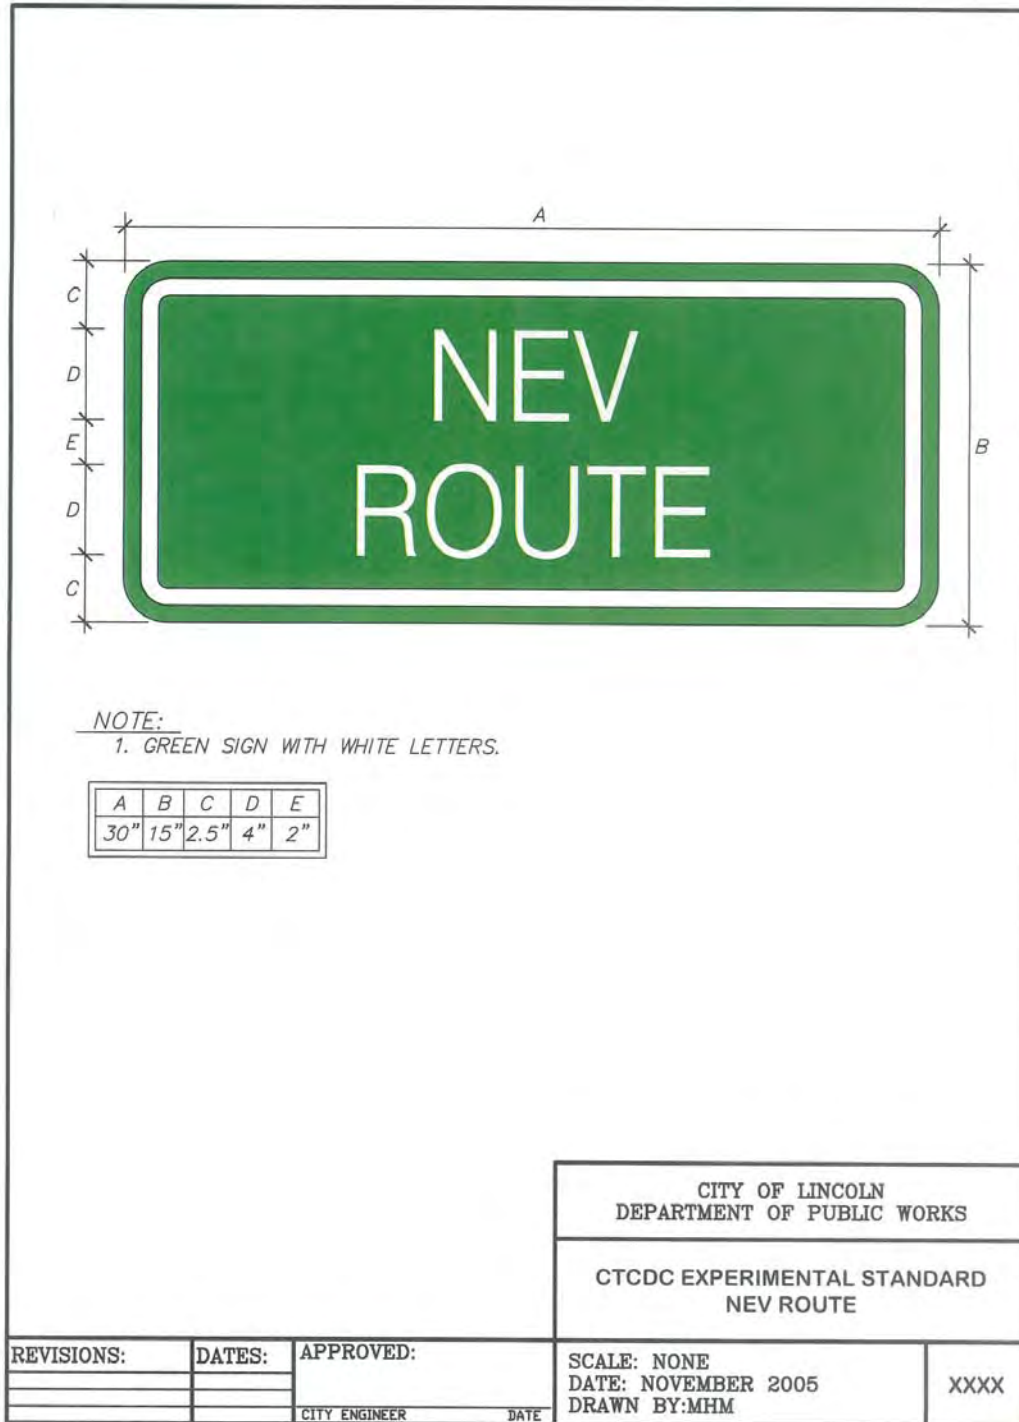 A
C
D
E
D
C
B
NEV
ROUTE
NOTE:
1. GREEN SIGN WITH WHITE LETTERS.
A B C D E
30" 15" 2.5" 4" 2"
CITY OF LINCOLN
DEPARTMENT OF PUBLIC WORKS
CTCDC EXPERIMENTAL STANDARD
NEV ROUTE
REVISIONS: DATES: APPROVED:
CITY ENGINEER DATE
SCALE: NONE
DATE: NOVEMBER 2005
DRAWN BY:MHM
XXXX